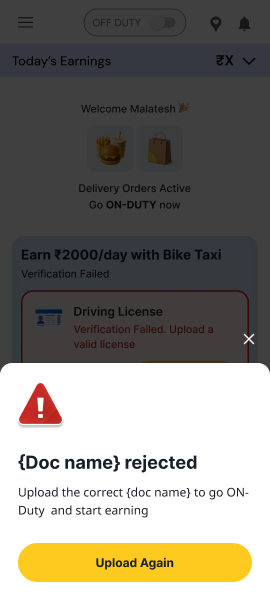 OFF DUTY
Today's Earnings ₹X
Welcome Malatesh
Delivery Orders Active
Go ON-DUTY now
Earn ₹2000/day with Bike Taxi
Verification Failed
Driving License
Verification Failed. Upload a
valid license
{Doc name} rejected
Upload the correct {doc name} to go ON-
Duty and start earning
Upload Again